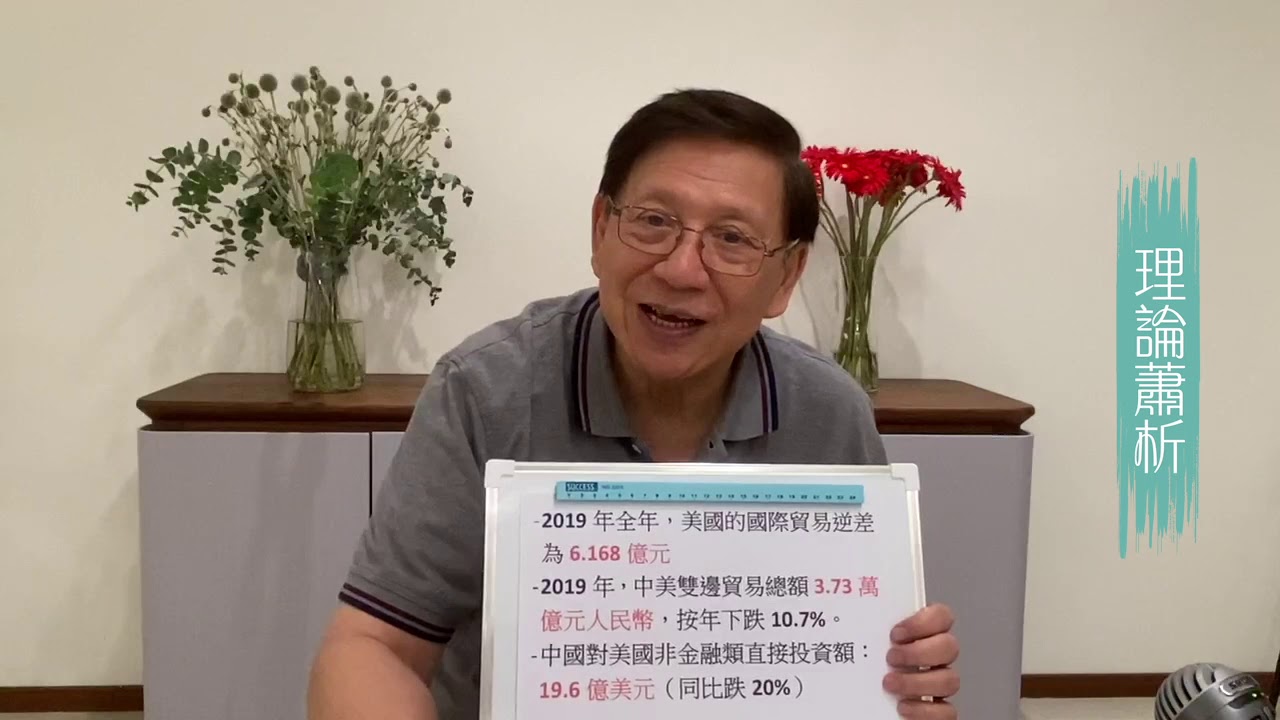 SUCCESS
-2019 年全年，美國的國際貿易逆差
為 6.168 億元
-2019 年，中美雙邊貿易總額 3.73 萬
億元人民幣，按年下跌 10.7%。
-中國對美國非金融類直接投資額：
19.6 億美元（同比跌 20%）
理論蕭析